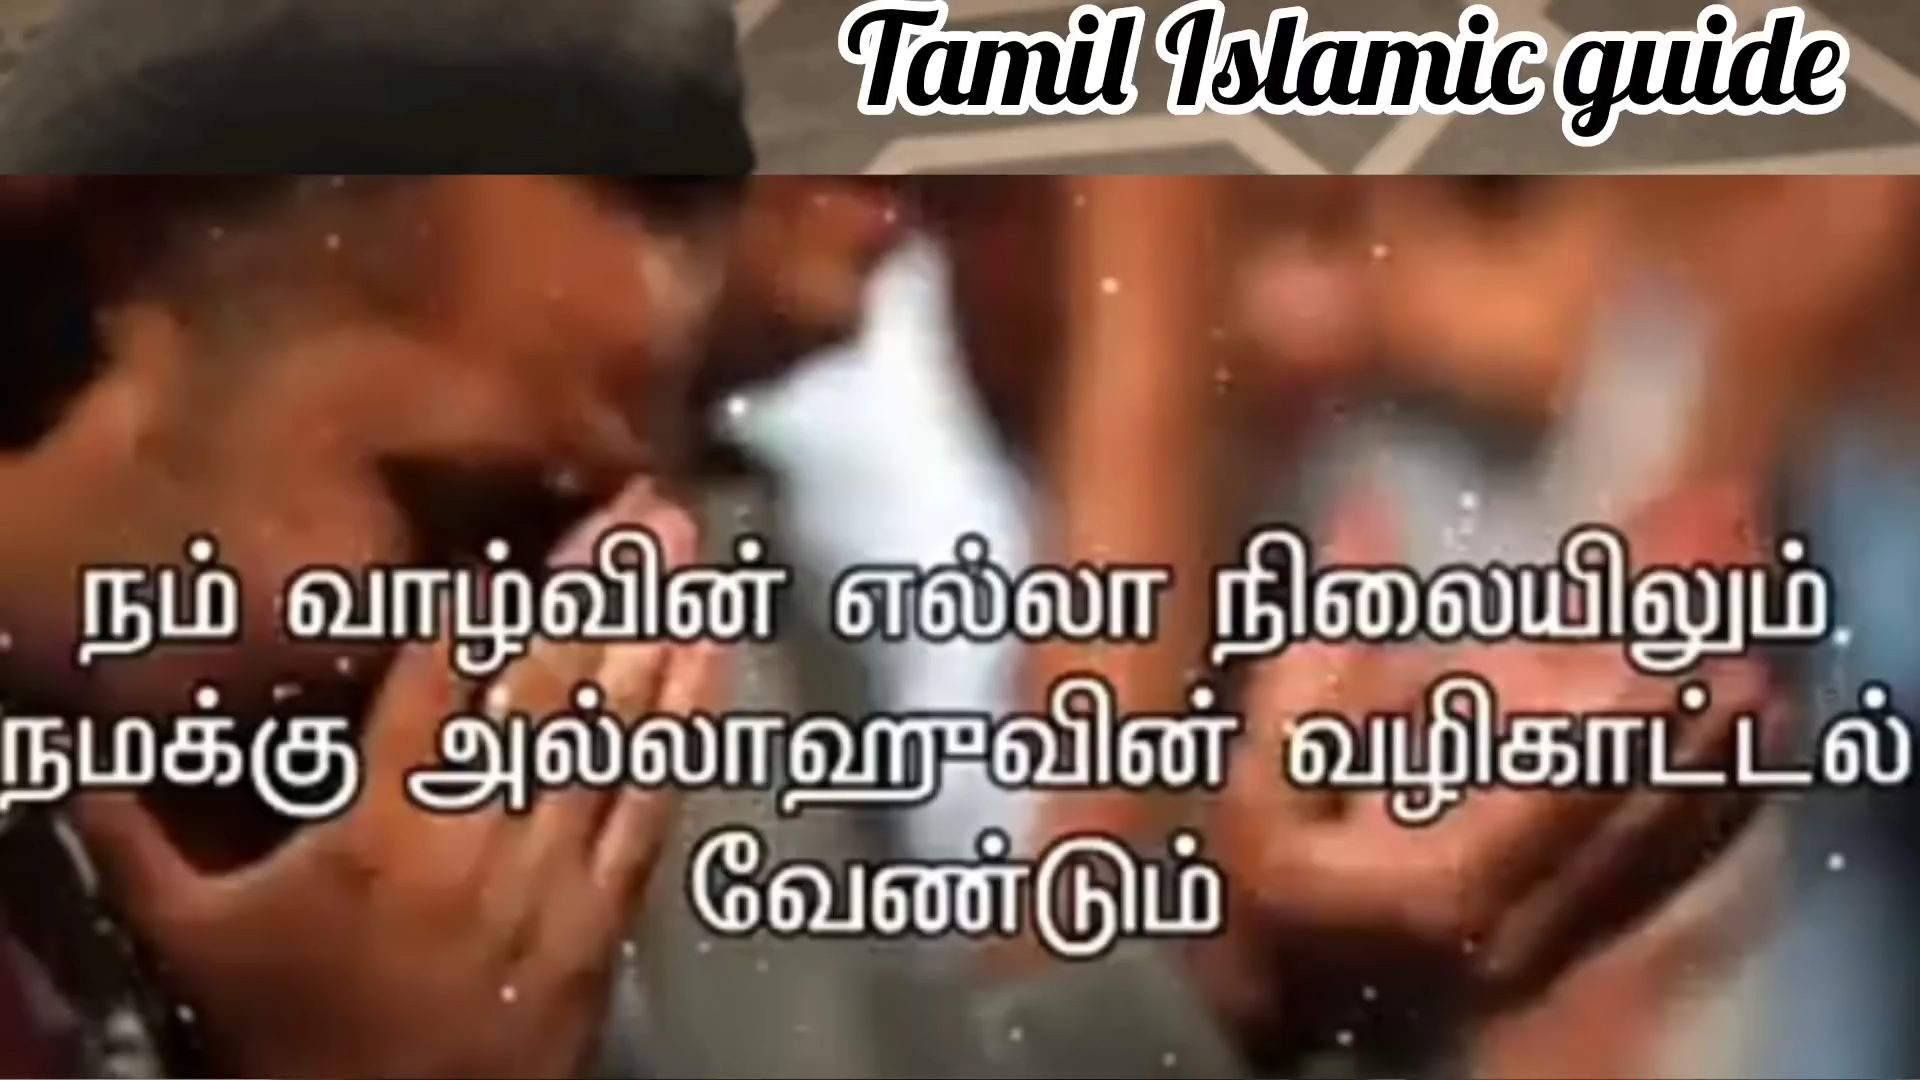 Tamil Islamic guide
நம் வாழ்வின் எல்லா நிலையிலும்
நமக்கு அல்லாஹுவின் வழிகாட்டல்
வேண்டும்